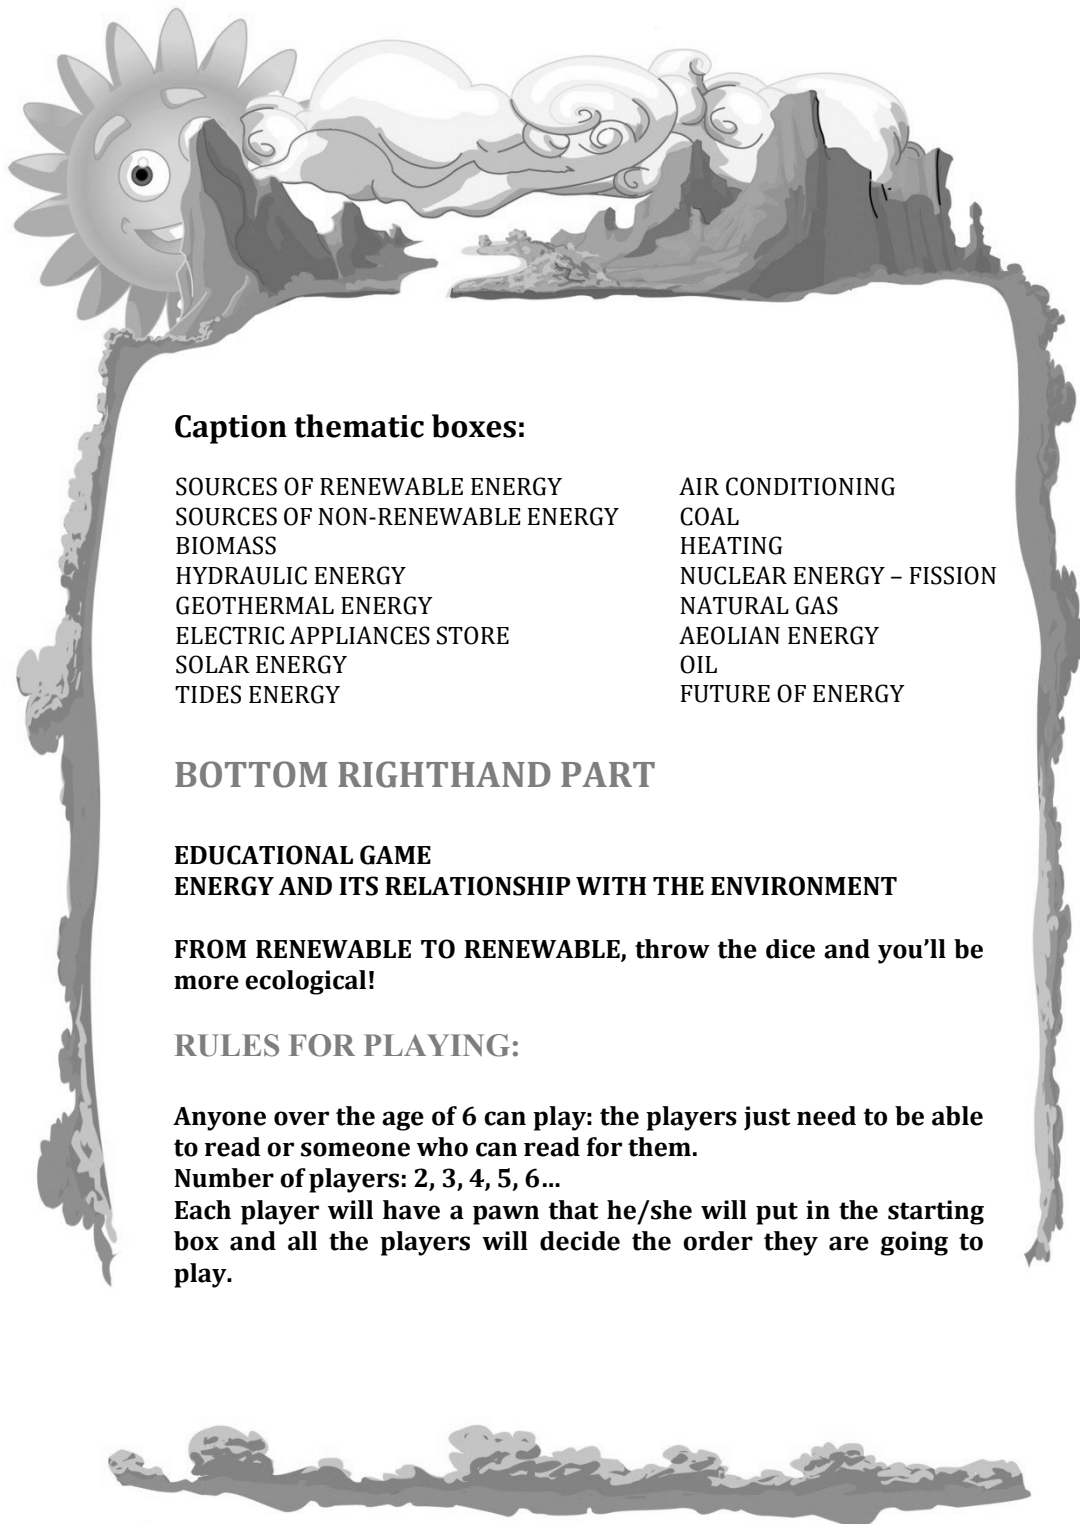 Caption thematic boxes:
SOURCES OF RENEWABLE ENERGY
SOURCES OF NON-RENEWABLE ENERGY
BIOMASS
HYDRAULIC ENERGY
GEOTHERMAL ENERGY
ELECTRIC APPLIANCES STORE
SOLAR ENERGY
TIDES ENERGY
AIR CONDITIONING
COAL
HEATING
NUCLEAR ENERGY – FISSION
NATURAL GAS
AEOLIAN ENERGY
OIL
FUTURE OF ENERGY
BOTTOM RIGHTHAND PART
EDUCATIONAL GAME
ENERGY AND ITS RELATIONSHIP WITH THE ENVIRONMENT
FROM RENEWABLE TO RENEWABLE, throw the dice and you’ll be
more ecological!
RULES FOR PLAYING:
Anyone over the age of 6 can play: the players just need to be able
to read or someone who can read for them.
Number of players: 2, 3, 4, 5, 6…
Each player will have a pawn that he/she will put in the starting
box and all the players will decide the order they are going to
play.